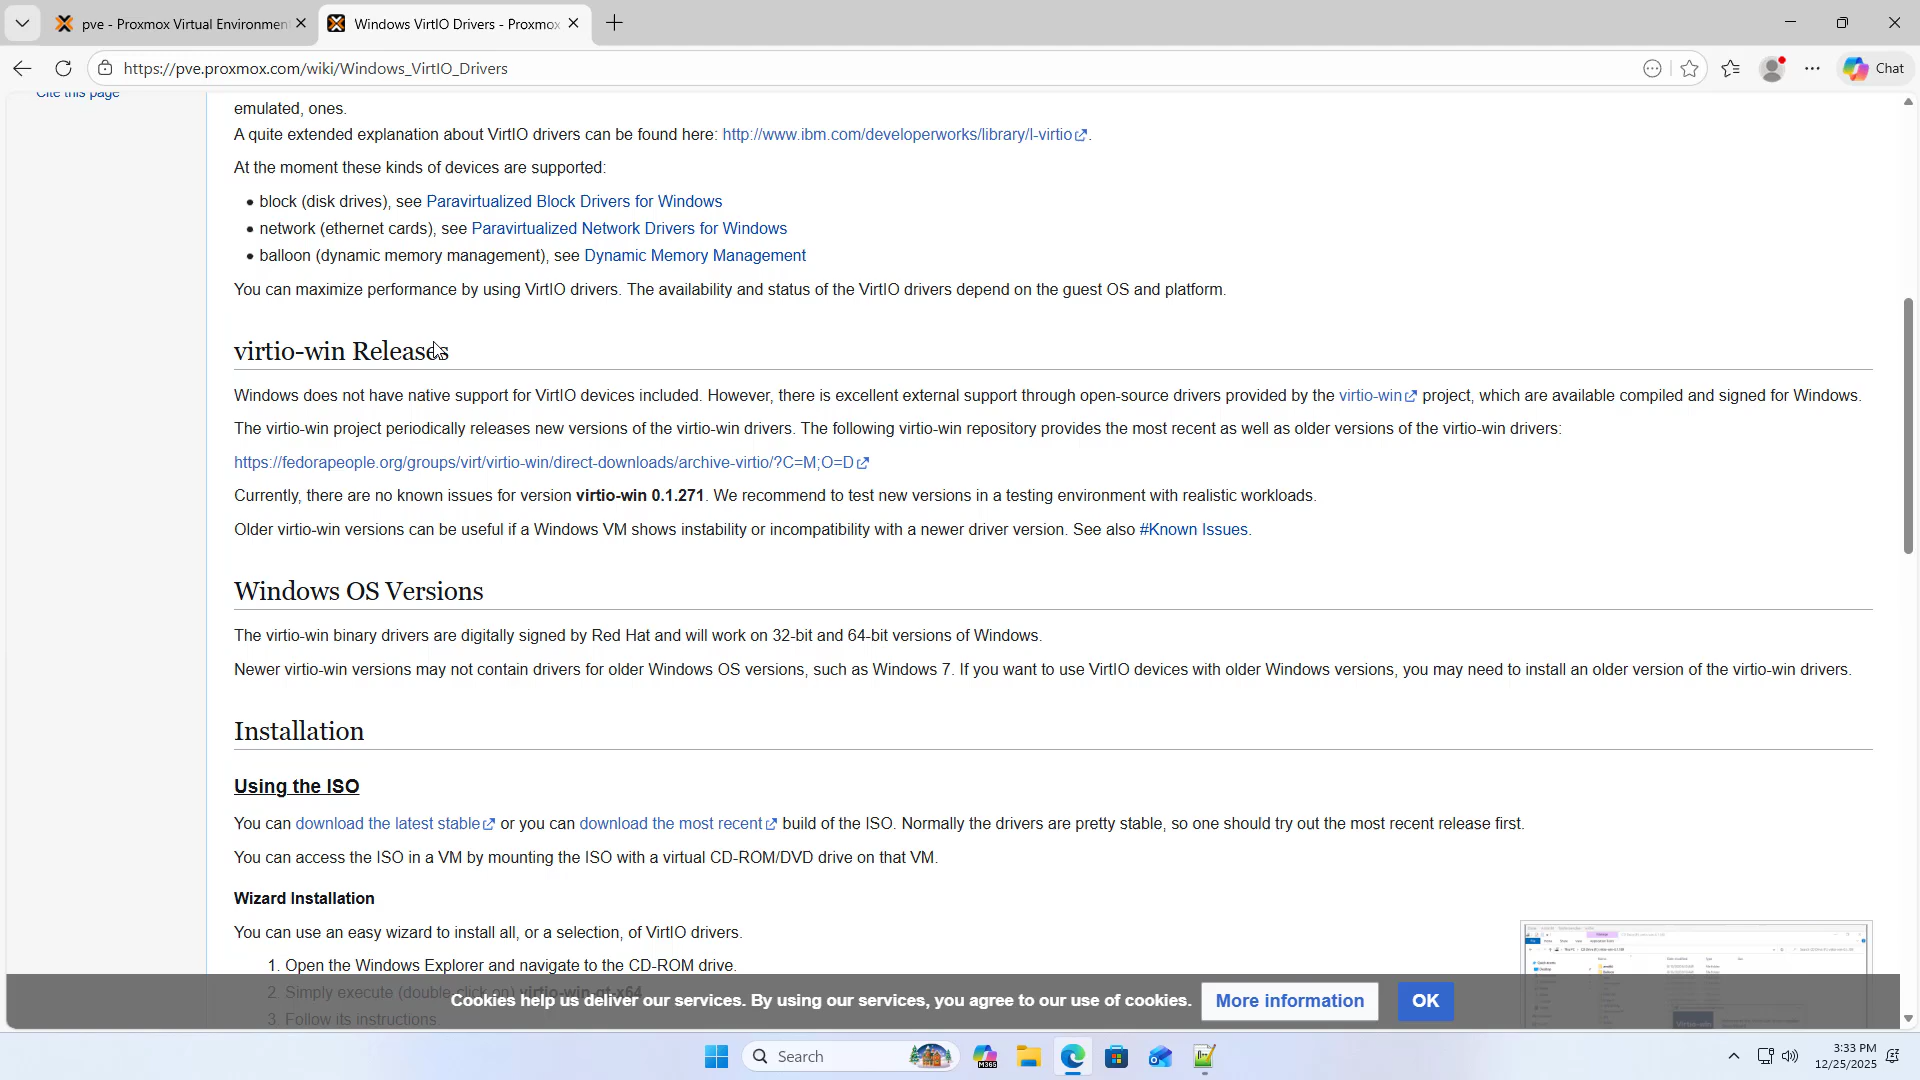 pve - Proxmox Virtual Environmen
Windows VirtIO Drivers - Proxmox
https://pve.proxmox.com/wiki/Windows_VirtIO_Drivers
Chat
Cite this page
emulated, ones.
A quite extended explanation about VirtIO drivers can be found here: http://www.ibm.com/developerworks/library/l-virtio.
At the moment these kinds of devices are supported:
• block (disk drives), see Paravirtualized Block Drivers for Windows
• network (ethernet cards), see Paravirtualized Network Drivers for Windows
• balloon (dynamic memory management), see Dynamic Memory Management
You can maximize performance by using VirtIO drivers. The availability and status of the VirtIO drivers depend on the guest OS and platform.
virtio-win Releases
Windows does not have native support for VirtIO devices included. However, there is excellent external support through open-source drivers provided by the virtio-win project, which are available compiled and signed for Windows.
The virtio-win project periodically releases new versions of the virtio-win drivers. The following virtio-win repository provides the most recent as well as older versions of the virtio-win drivers:
https://fedorapeople.org/groups/virt/virtio-win/direct-downloads/archive-virtio/?C=M;O=D
Currently, there are no known issues for version virtio-win 0.1.271. We recommend to test new versions in a testing environment with realistic workloads.
Older virtio-win versions can be useful if a Windows VM shows instability or incompatibility with a newer driver version. See also #Known Issues.
Windows OS Versions
The virtio-win binary drivers are digitally signed by Red Hat and will work on 32-bit and 64-bit versions of Windows.
Newer virtio-win versions may not contain drivers for older Windows OS versions, such as Windows 7. If you want to use VirtIO devices with older Windows versions, you may need to install an older version of the virtio-win drivers.
Installation
Using the ISO
You can download the latest stable or you can download the most recent build of the ISO. Normally the drivers are pretty stable, so one should try out the most recent release first.
You can access the ISO in a VM by mounting the ISO with a virtual CD-ROM/DVD drive on that VM.
Wizard Installation
You can use an easy wizard to install all, or a selection, of VirtIO drivers.
1. Open the Windows Explorer and navigate to the CD-ROM drive.
2. Simply execute (double click on) virtio-win-gt-x64
3. Follow its instructions.
Cookies help us deliver our services. By using our services, you agree to our use of cookies.
More information
OK
Search
M365
3:33 PM
12/25/2025